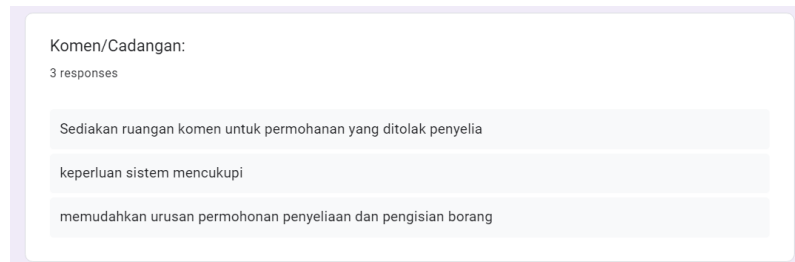 Komen/Cadangan:
3 responses
Sediakan ruangan komen untuk permohanan yang ditolak penyelia
keperluan sistem mencukupi
memudahkan urusan permohonan penyeliaan dan pengisian borang